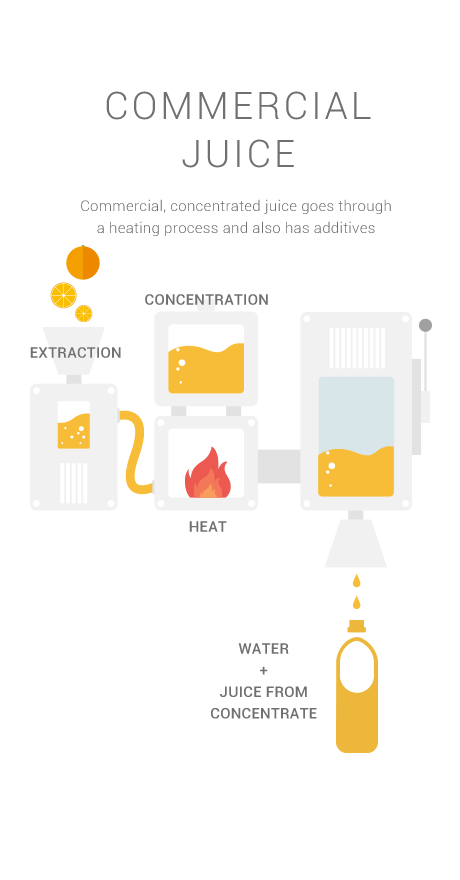 COMMERCIAL
JUICE
Commercial, concentrated juice goes through
a heating process and also has additives
CONCENTRATION
EXTRACTION
HEAT
WATER
+
JUICE FROM
CONCENTRATE